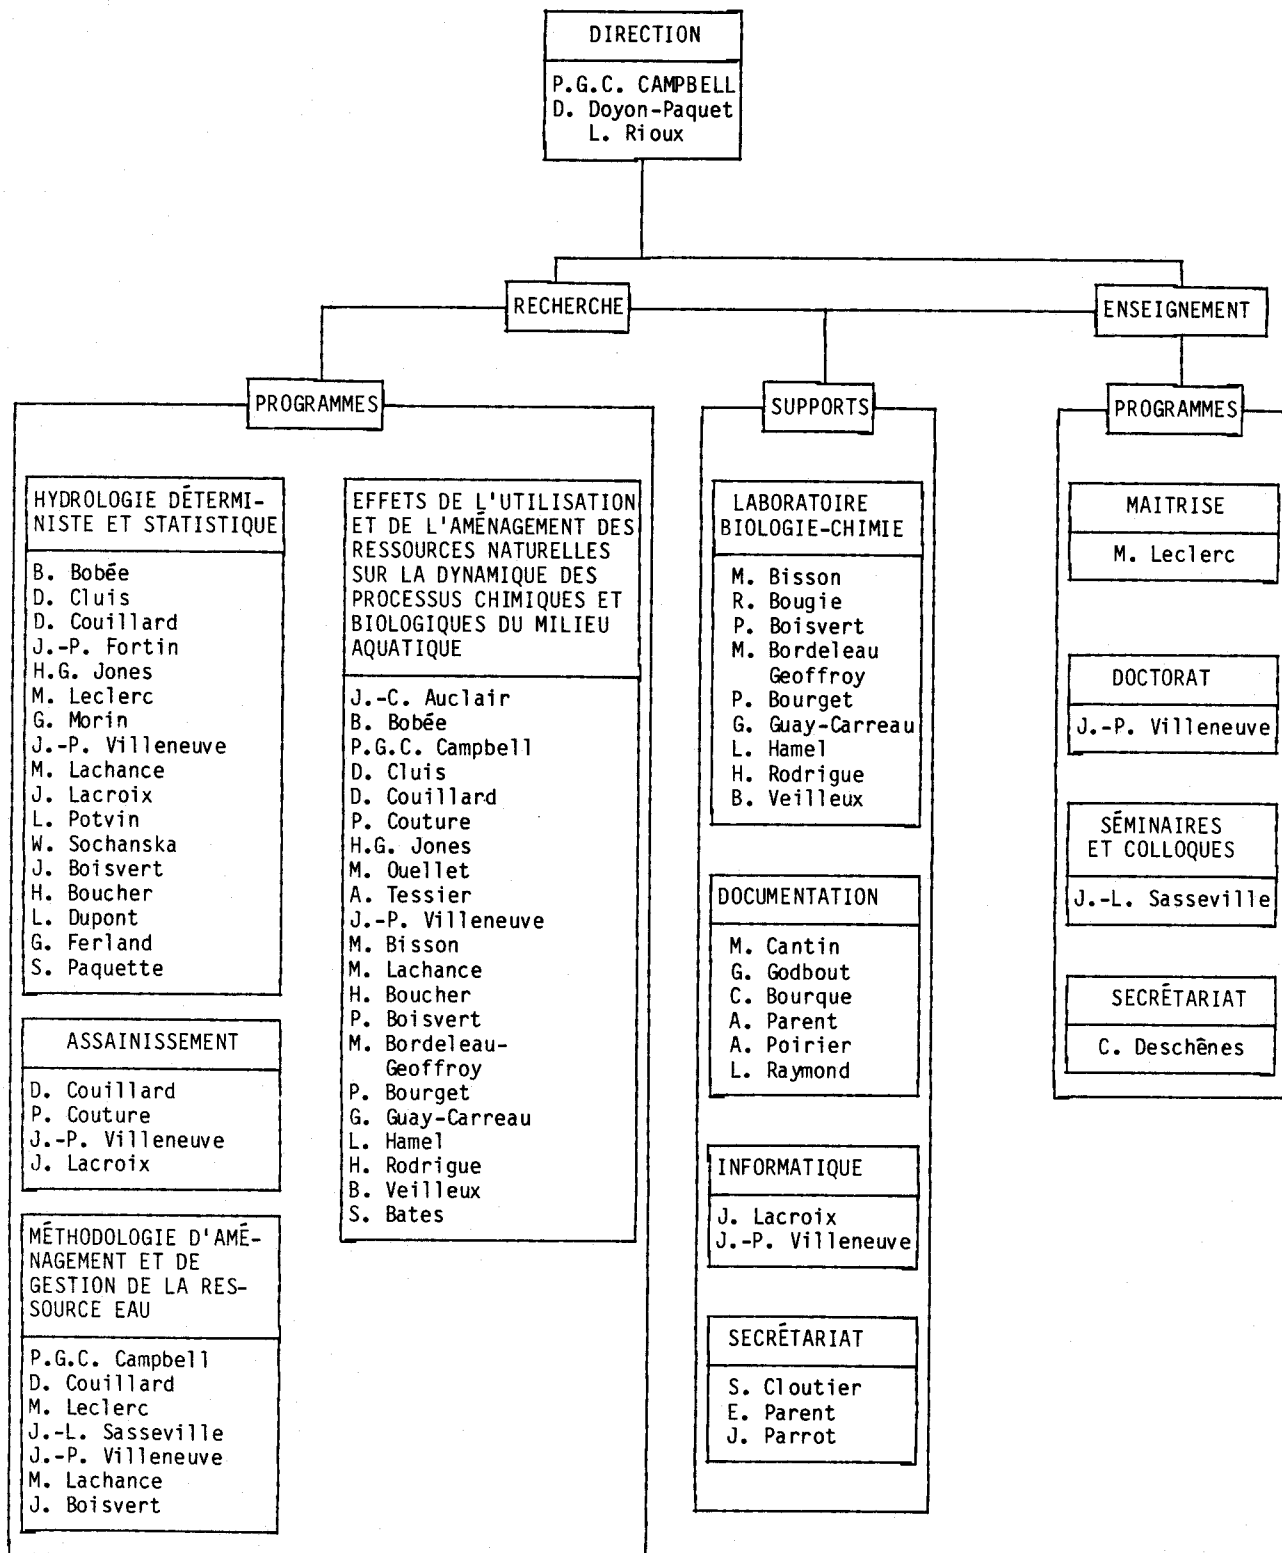 DIRECTION
P.G.C. CAMPBELL
D. Doyon-Paquet
L. Rioux
RECHERCHE
ENSEIGNEMENT
PROGRAMMES
SUPPORTS
PROGRAMMES
HYDROLOGIE DÉTERMI-
NISTE ET STATISTIQUE
B. Bobée
D. Cluis
D. Couillard
J.-P. Fortin
H.G. Jones
M. Leclerc
G. Morin
J.-P. Villeneuve
M. Lachance
J. Lacroix
L. Potvin
W. Sochanska
J. Boisvert
H. Boucher
L. Dupont
G. Ferland
S. Paquette
ASSAINISSEMENT
D. Couillard
P. Couture
J.-P. Villeneuve
J. Lacroix
MÉTHODOLOGIE D'AMÉ-
NAGEMENT ET DE
GESTION DE LA RES-
SOURCE EAU
P.G.C. Campbell
D. Couillard
M. Leclerc
J.-L. Sasseville
J.-P. Villeneuve
M. Lachance
J. Boisvert
EFFETS DE L'UTILISATION
ET DE L'AMÉNAGEMENT DES
RESSOURCES NATURELLES
SUR LA DYNAMIQUE DES
PROCESSUS CHIMIQUES ET
BIOLOGIQUES DU MILIEU
AQUATIQUE
J.-C. Auclair
B. Bobée
P.G.C. Campbell
D. Cluis
D. Couillard
P. Couture
H.G. Jones
M. Ouellet
A. Tessier
J.-P. Villeneuve
M. Bisson
M. Lachance
H. Boucher
P. Boisvert
M. Bordeleau-
Geoffroy
P. Bourget
G. Guay-Carreau
L. Hamel
H. Rodrigue
B. Veilleux
S. Bates
LABORATOIRE
BIOLOGIE-CHIMIE
M. Bisson
R. Bougie
P. Boisvert
M. Bordeleau
Geoffroy
P. Bourget
G. Guay-Carreau
L. Hamel
H. Rodrigue
B. Veilleux
DOCUMENTATION
M. Cantin
G. Godbout
C. Bourque
A. Parent
A. Poirier
L. Raymond
INFORMATIQUE
J. Lacroix
J.-P. Villeneuve
SECRÉTARIAT
S. Cloutier
E. Parent
J. Parrot
MAITRISE
M. Leclerc
DOCTORAT
J.-P. Villeneuve
SÉMINAIRES
ET COLLOQUES
J.-L. Sasseville
SECRÉTARIAT
C. Deschênes